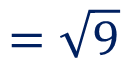 = √9